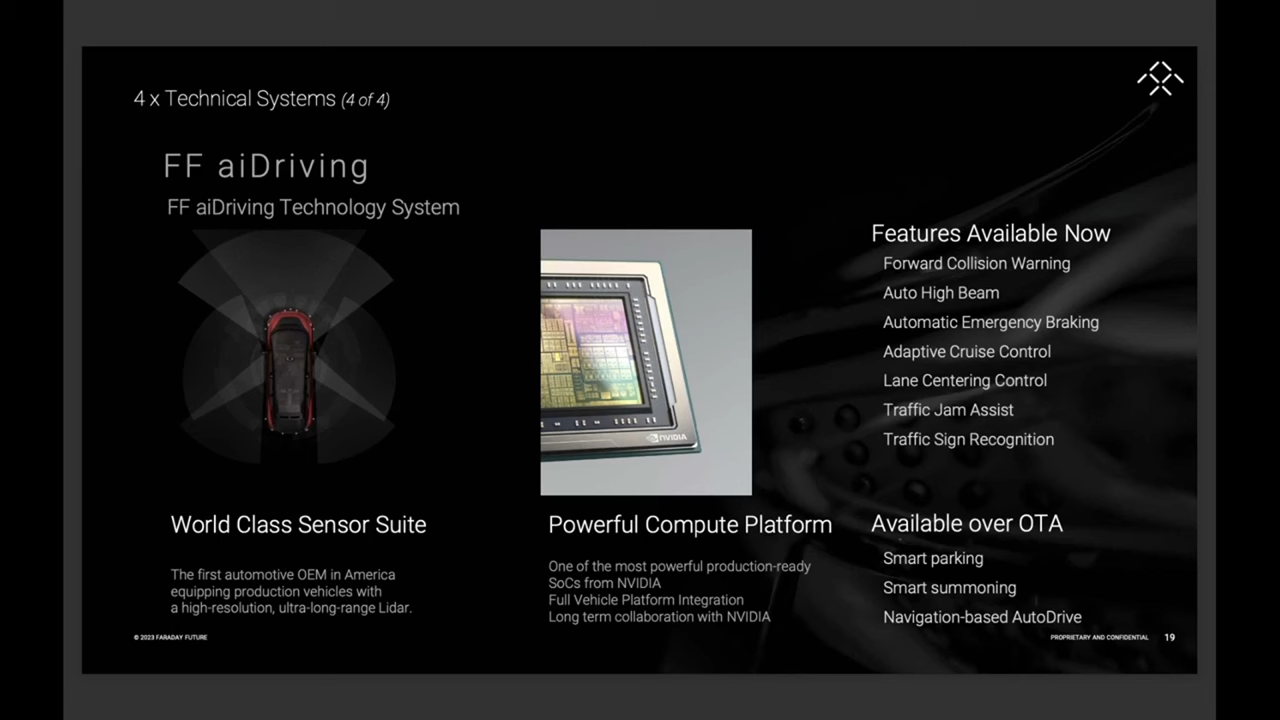 4 x Technical Systems (4 of 4)
FF aiDriving
FF aiDriving Technology System
NVIDIA
World Class Sensor Suite
The first automotive OEM in America
equipping production vehicles with
a high-resolution, ultra-long-range Lidar.
Powerful Compute Platform
One of the most powerful production-ready
SoCs from NVIDIA
Full Vehicle Platform Integration
Long term collaboration with NVIDIA
Features Available Now
Forward Collision Warning
Auto High Beam
Automatic Emergency Braking
Adaptive Cruise Control
Lane Centering Control
Traffic Jam Assist
Traffic Sign Recognition
Available over OTA
Smart parking
Smart summoning
Navigation-based AutoDrive
© 2023 FARADAY FUTURE
PROPRIETARY AND CONFIDENTIAL 19